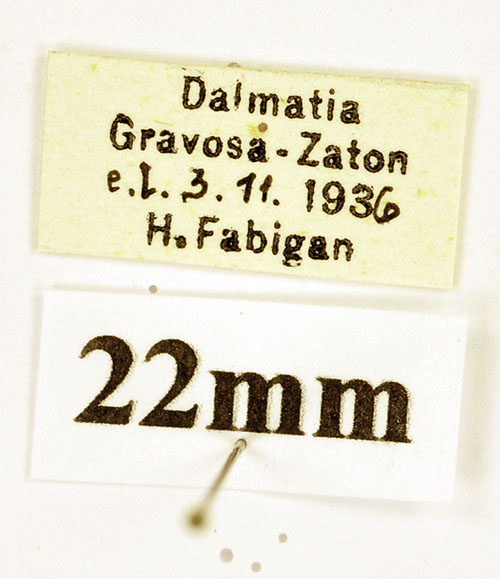 Dalmatia
Gravosa-Zaton
e.l. 3. 11. 1936
H. Fabigan
22mm